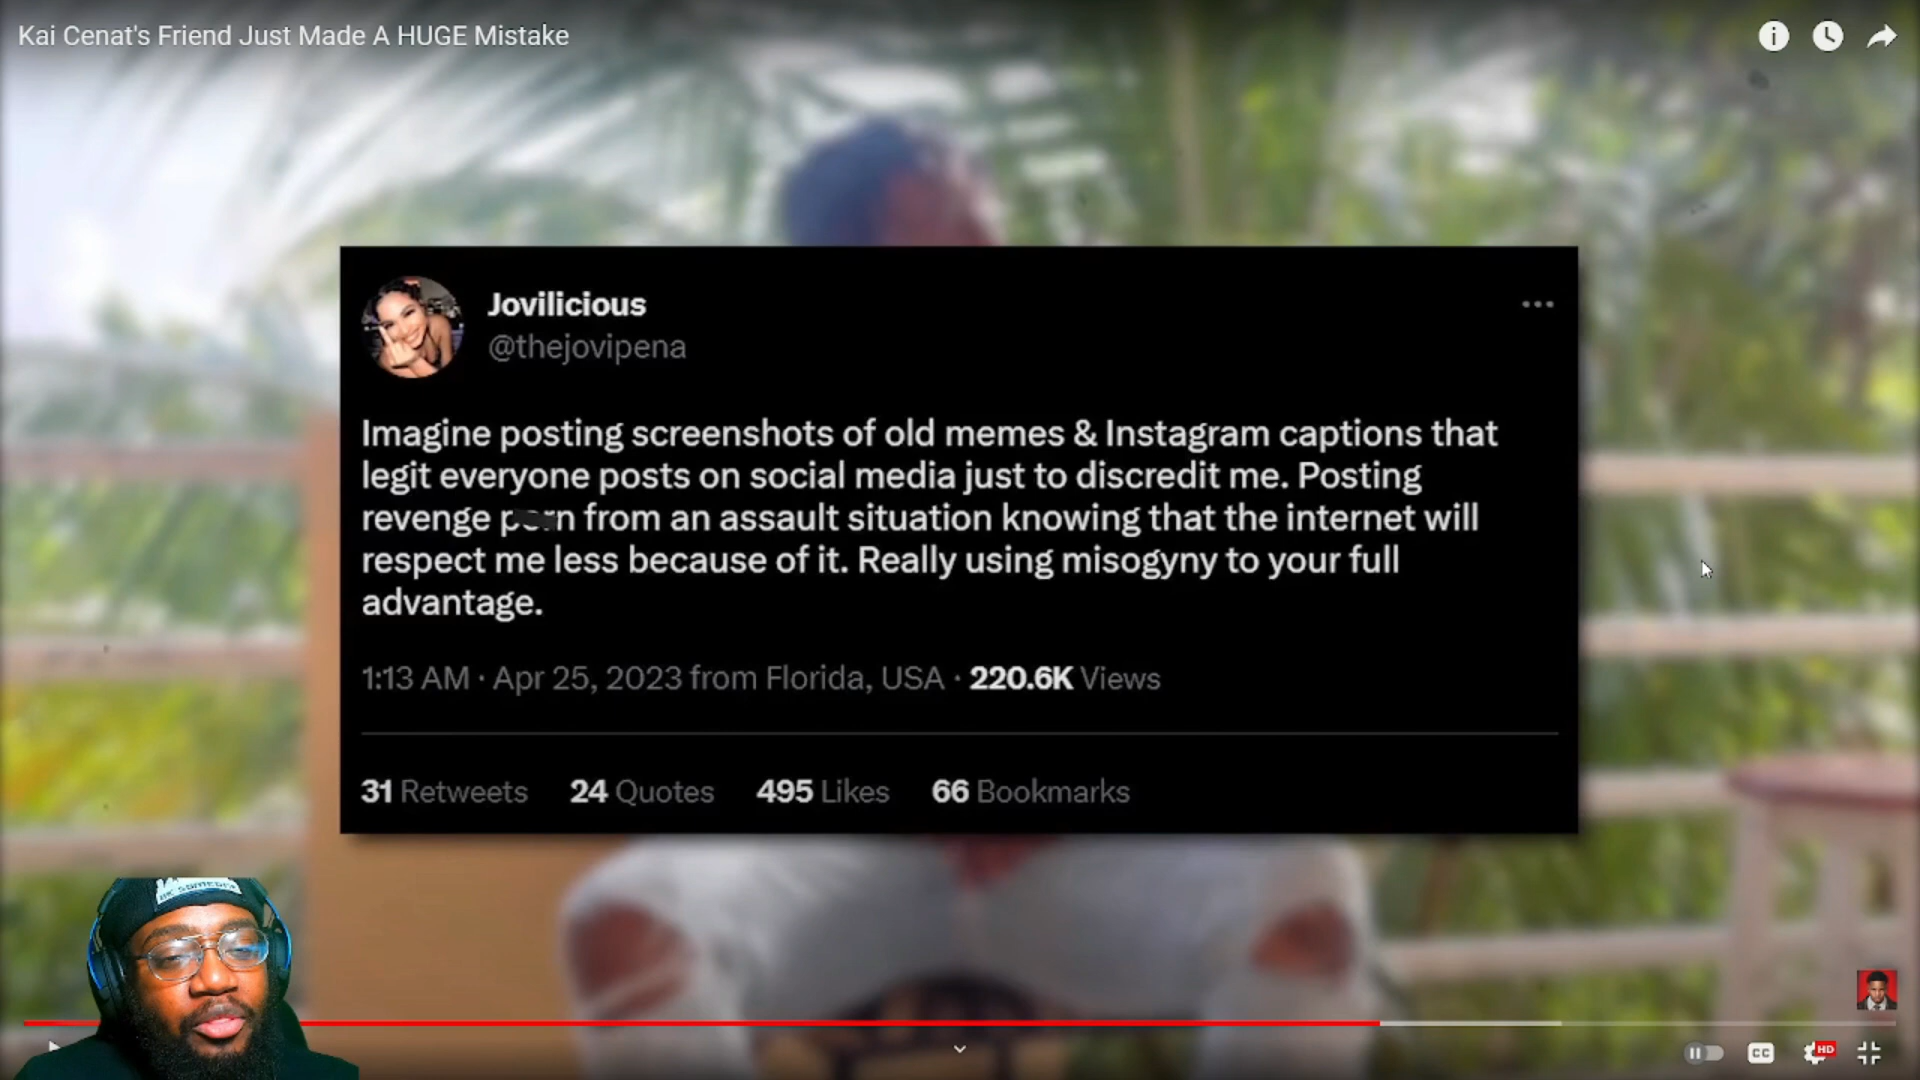 Kai Cenat's Friend Just Made A HUGE Mistake
Jovilicious
@thejovipena
Imagine posting screenshots of old memes & Instagram captions that
legit everyone posts on social media just to discredit me. Posting
revenge porn from an assault situation knowing that the internet will
respect me less because of it. Really using misogyny to your full
advantage.
1:13 AM · Apr 25, 2023 from Florida, USA · 220.6K Views
31 Retweets 24 Quotes 495 Likes 66 Bookmarks
CC
HD